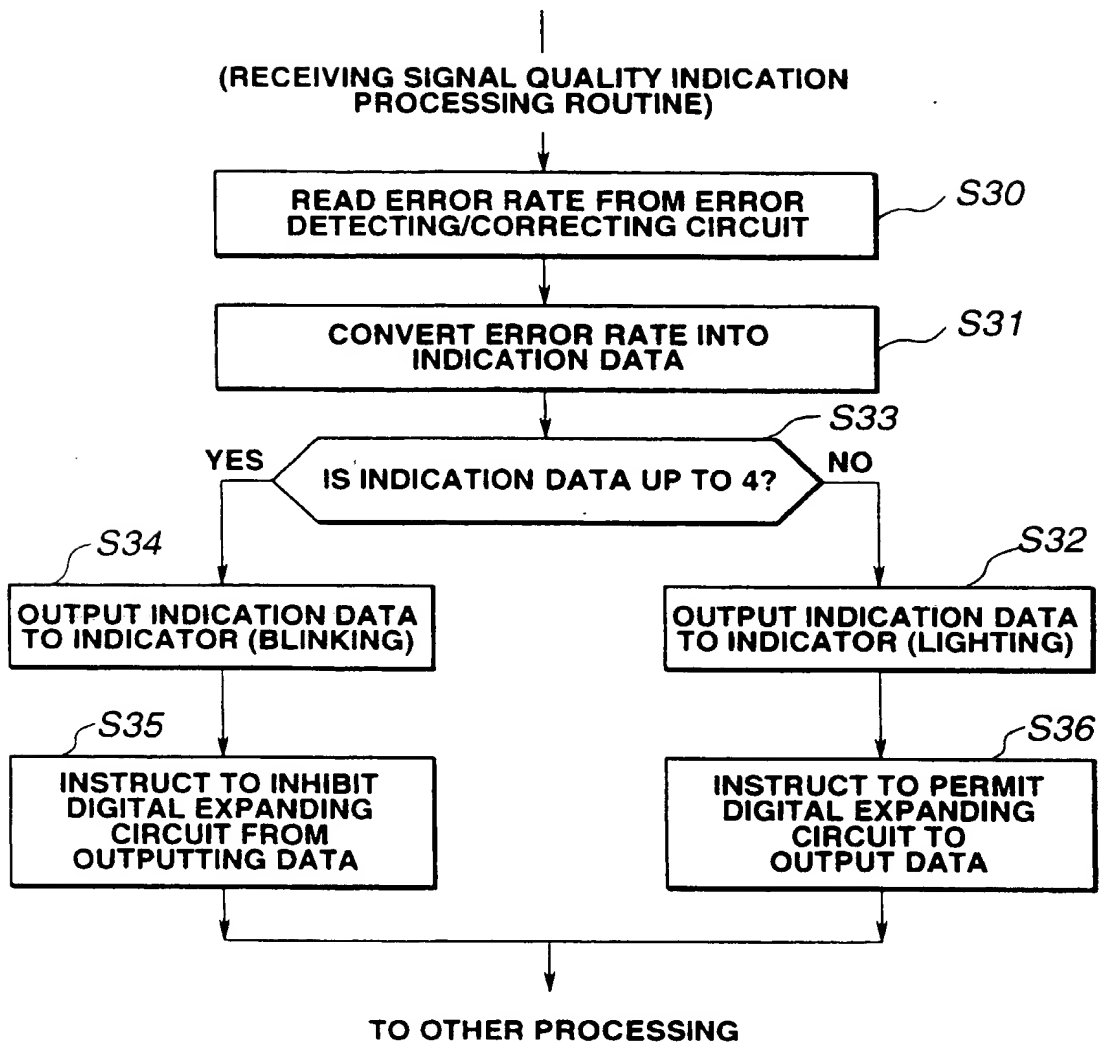 (RECEIVING SIGNAL QUALITY INDICATION
PROCESSING ROUTINE)
READ ERROR RATE FROM ERROR
DETECTING/CORRECTING CIRCUIT
S30
CONVERT ERROR RATE INTO
INDICATION DATA
S31
S33
YES
IS INDICATION DATA UP TO 4?
NO
S34
OUTPUT INDICATION DATA
TO INDICATOR (BLINKING)
S32
OUTPUT INDICATION DATA
TO INDICATOR (LIGHTING)
S35
INSTRUCT TO INHIBIT
DIGITAL EXPANDING
CIRCUIT FROM
OUTPUTTING DATA
S36
INSTRUCT TO PERMIT
DIGITAL EXPANDING
CIRCUIT TO
OUTPUT DATA
TO OTHER PROCESSING